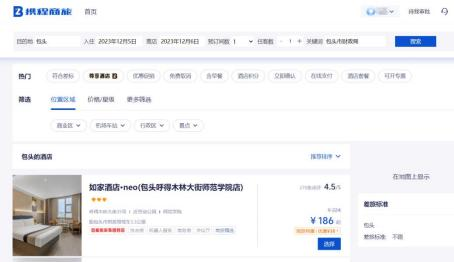 携程商旅 首页
待我审批
目的地 包头 入住 2023年12月5日 离店 2023年12月6日 预订间数 1 住客数 - 1 + 关键词 包头市财政局 搜索
热门 符合差标 尊享酒店 优惠促销 免费取消 含早餐 酒店积分 立即确认 在线支付 酒店套餐 可开专票
筛选 位置区域 价格/星级 更多筛选
商业区 机场车站 行政区 景点
包头的酒店 推荐排序
在地图上显示
如家酒店•neo(包头呼得木林大街师范学院店)
4.5/5
差旅标准
¥ 186 起
包头
差旅标准: 不限
选择